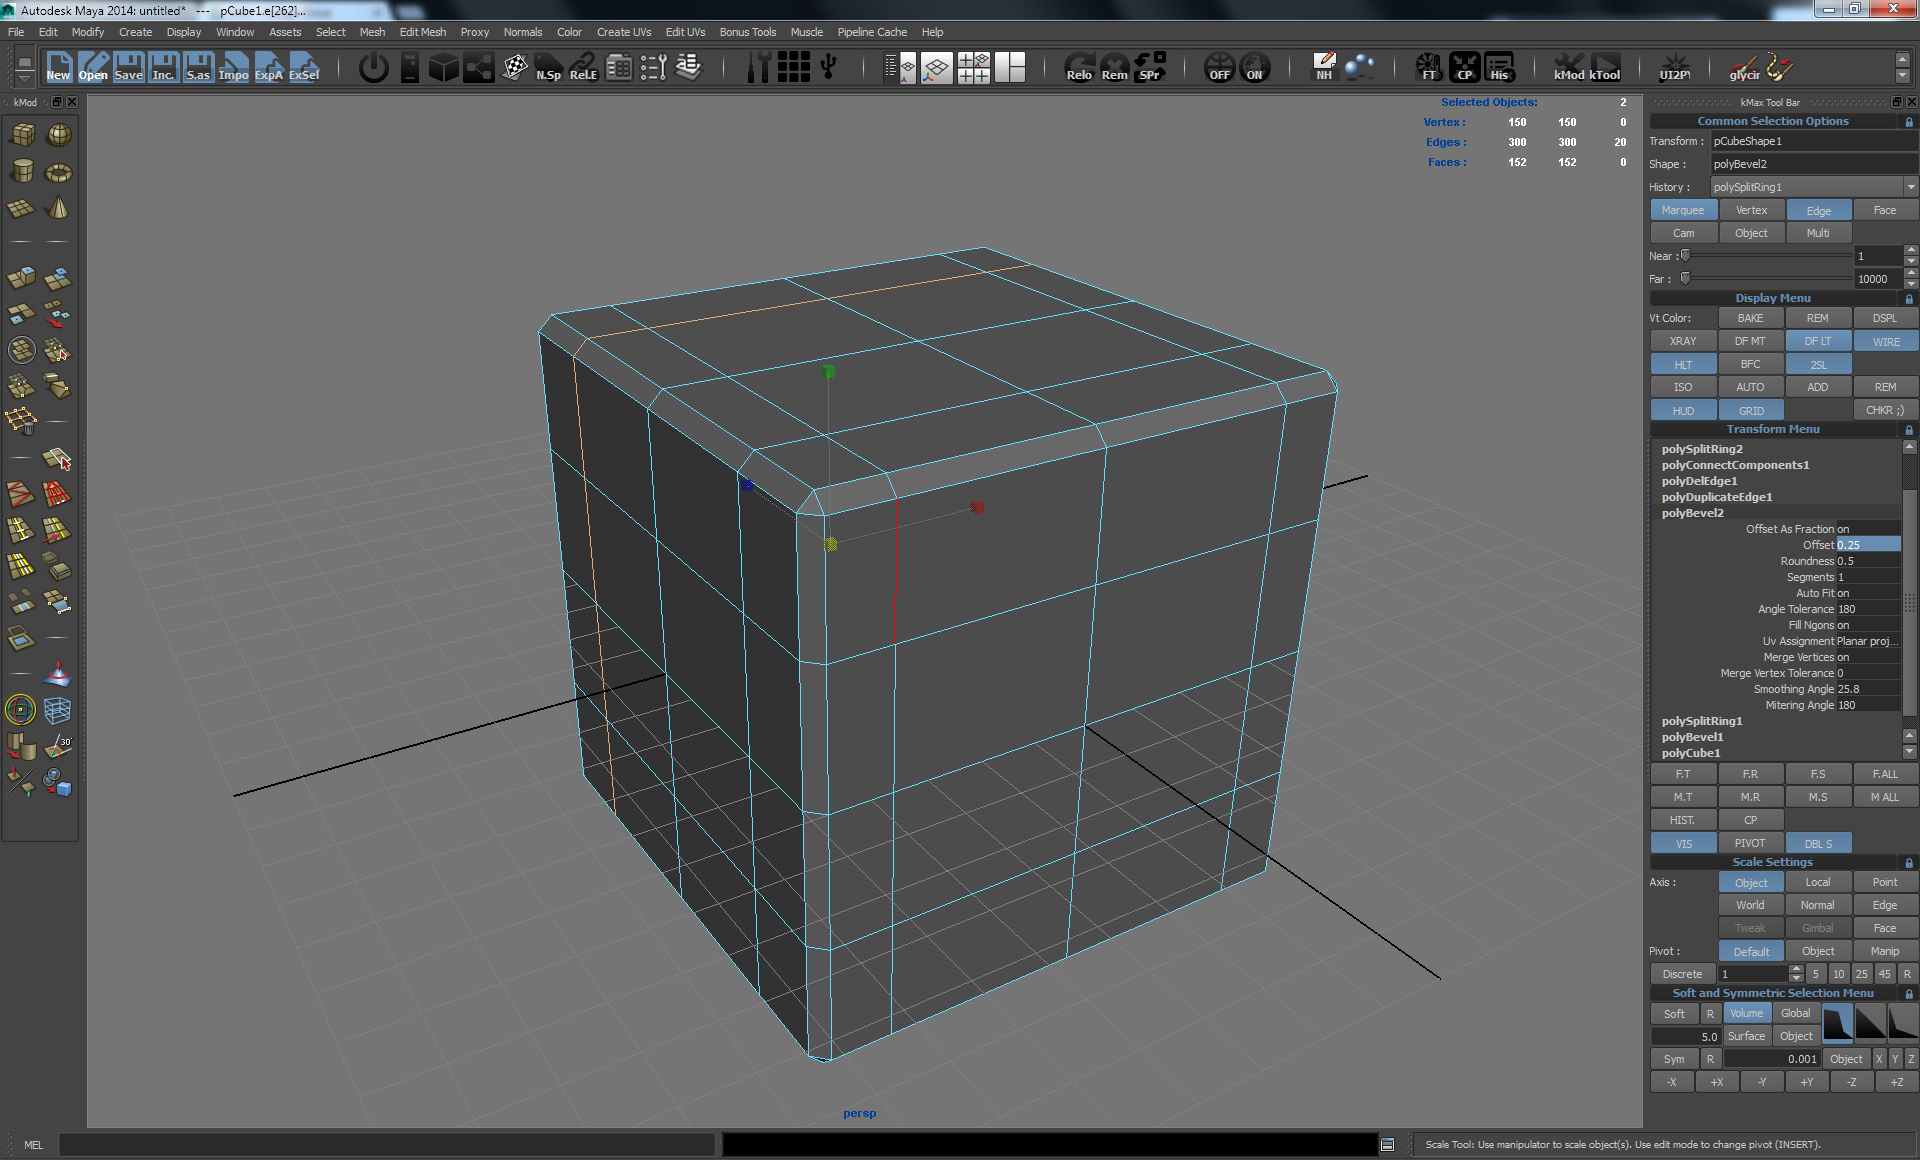 Autodesk Maya 2014: untitled*   ---   pCube1.e[262]...
File Edit Modify Create Display Window Assets Select Mesh Edit Mesh Proxy Normals Color Create UVs Edit UVs Bonus Tools Muscle Pipeline Cache Help
New Open Save Inc. S.as Impo ExpA ExSel N.Sp Rel.E Relo Rem SPr OFF ON NH FT CP His kMod kTool UI2P glycir
kMod
30°
Selected Objects: 2
Vertex : 150 150 0
Edges : 300 300 20
Faces : 152 152 0
persp
kMax Tool Bar
Common Selection Options
Transform : pCubeShape1
Shape : polyBevel2
History : polySplitRing1
Marquee Vertex Edge Face
Cam Object Multi
Near : 1
Far : 10000
Display Menu
Vt Color: BAKE REM DSPL
XRAY DF MT DF LT WIRE
HLT BFC 2SL
ISO AUTO ADD REM
HUD GRID CHKR ;)
Transform Menu
polySplitRing2
polyConnectComponents1
polyDelEdge1
polyDuplicateEdge1
polyBevel2
Offset As Fraction on
Offset 0.25
Roundness 0.5
Segments 1
Auto Fit on
Angle Tolerance 180
Fill Ngons on
Uv Assignment Planar proj...
Merge Vertices on
Merge Vertex Tolerance 0
Smoothing Angle 25.8
Mitering Angle 180
polySplitRing1
polyBevel1
polyCube1
F.T F.R F.S F.ALL
M.T M.R M.S M ALL
HIST. CP
VIS PIVOT DBL S
Scale Settings
Axis : Object Local Point
World Normal Edge
Tweak Gimbal Face
Pivot : Default Object Manip
Discrete 1 5 10 25 45 R
Soft and Symmetric Selection Menu
Soft R Volume Global
5.0 Surface Object
Sym R 0.001 Object X Y Z
-X +X -Y +Y -Z +Z
MEL
Scale Tool: Use manipulator to scale object(s). Use edit mode to change pivot (INSERT).